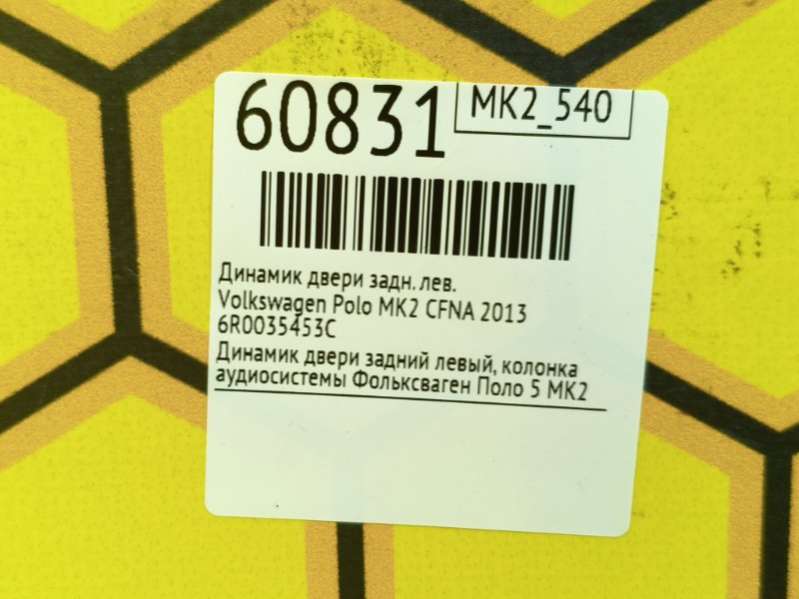 60831
MK2_540
Динамик двери задн. лев.
Volkswagen Polo MK2 CFNA 2013
6R0035453C
Динамик двери задний левый, колонка
аудиосистемы Фольксваген Поло 5 МК2